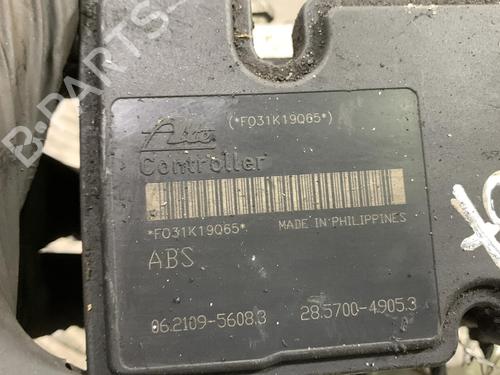 B-PARTS
Ate (*F031K19Q65*)
Controller
*F031K19Q65* MADE IN PHILIPPINES
ABS
06.2109-5608.3 28.5700-4905.3